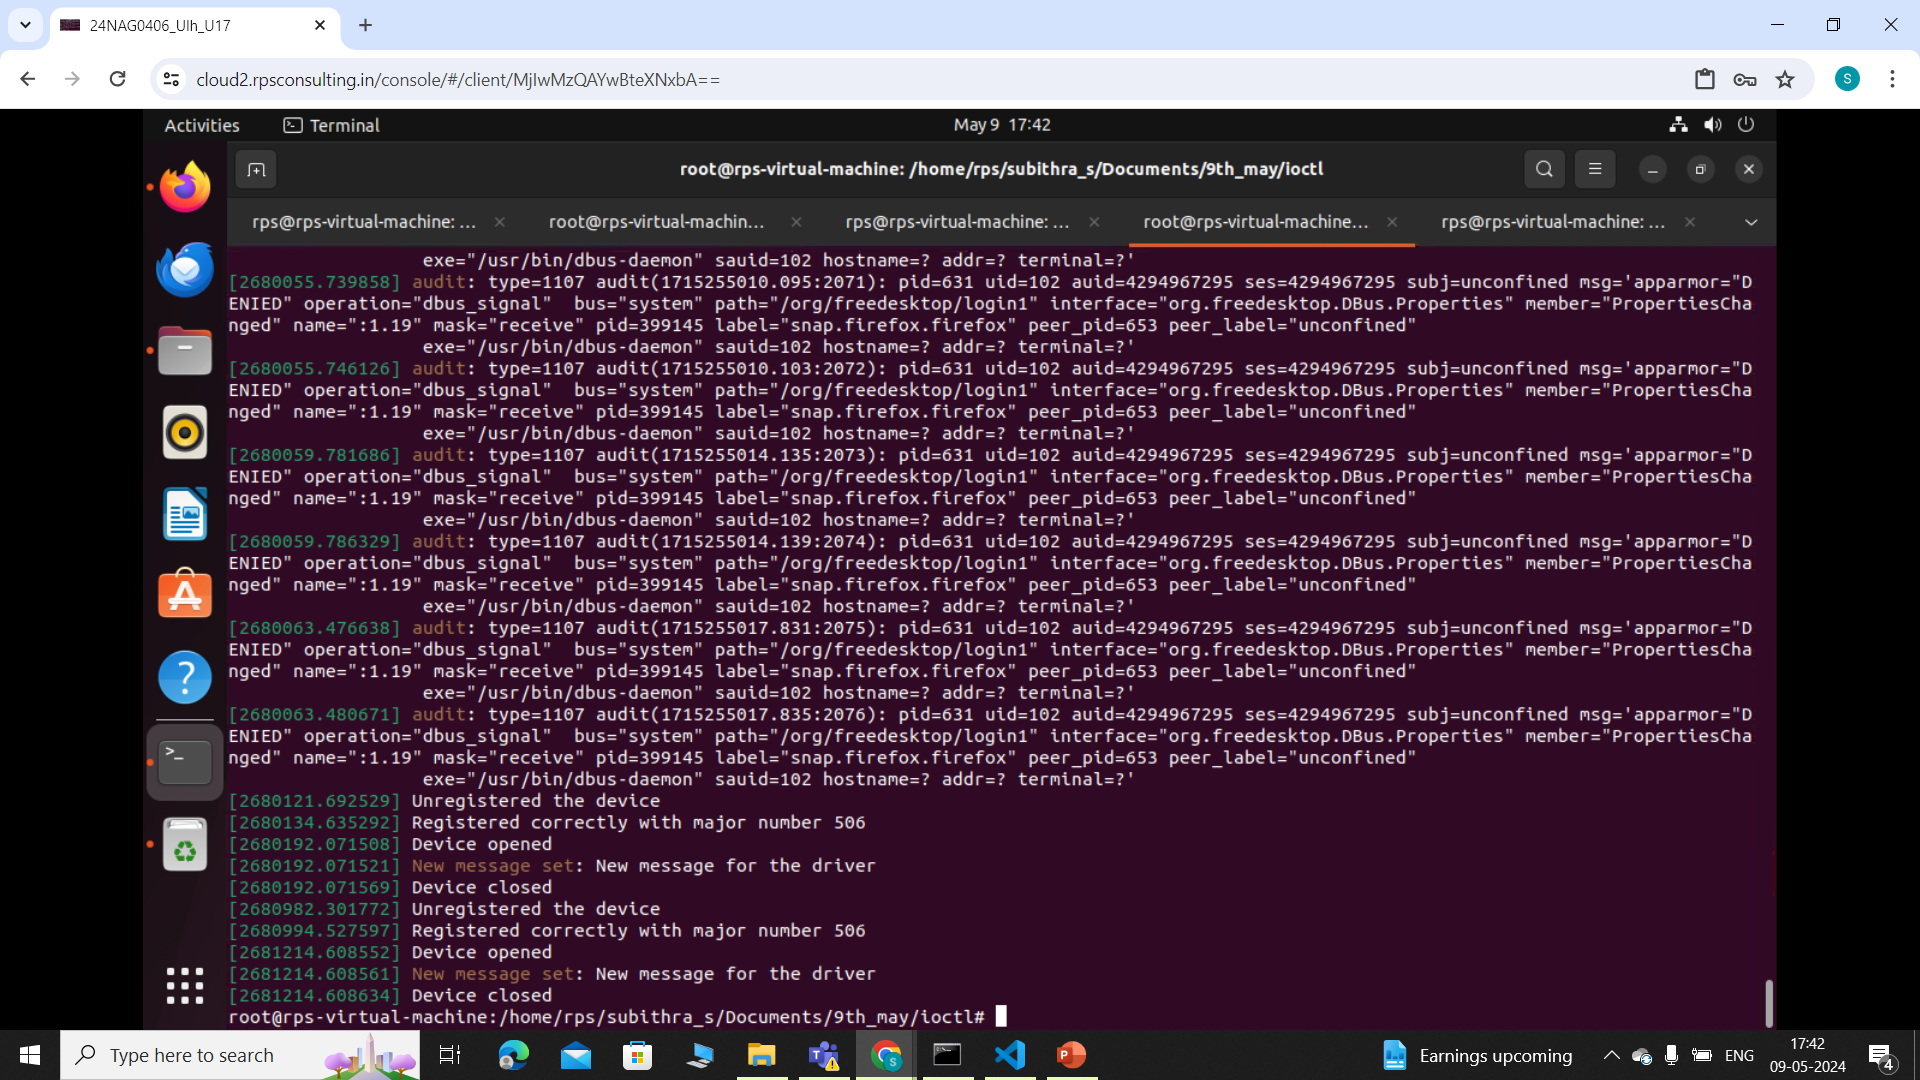 24NAG0406_Ulh_U17
cloud2.rpsconsulting.in/console/#/client/MjIwMzQAYwBteXNxbA==
S
Activities
Terminal
May 9 17:42
root@rps-virtual-machine: /home/rps/subithra_s/Documents/9th_may/ioctl
rps@rps-virtual-machine: ...
root@rps-virtual-machin...
rps@rps-virtual-machine: ...
root@rps-virtual-machine...
rps@rps-virtual-machine: ...
exe="/usr/bin/dbus-daemon" sauid=102 hostname=? addr=? terminal=?'
[2680055.739858] audit: type=1107 audit(1715255010.095:2071): pid=631 uid=102 auid=4294967295 ses=4294967295 subj=unconfined msg='apparmor="D
ENIED" operation="dbus_signal"  bus="system" path="/org/freedesktop/login1" interface="org.freedesktop.DBus.Properties" member="PropertiesCha
nged" name=":1.19" mask="receive" pid=399145 label="snap.firefox.firefox" peer_pid=653 peer_label="unconfined"
exe="/usr/bin/dbus-daemon" sauid=102 hostname=? addr=? terminal=?'
[2680055.746126] audit: type=1107 audit(1715255010.103:2072): pid=631 uid=102 auid=4294967295 ses=4294967295 subj=unconfined msg='apparmor="D
ENIED" operation="dbus_signal"  bus="system" path="/org/freedesktop/login1" interface="org.freedesktop.DBus.Properties" member="PropertiesCha
nged" name=":1.19" mask="receive" pid=399145 label="snap.firefox.firefox" peer_pid=653 peer_label="unconfined"
exe="/usr/bin/dbus-daemon" sauid=102 hostname=? addr=? terminal=?'
[2680059.781686] audit: type=1107 audit(1715255014.135:2073): pid=631 uid=102 auid=4294967295 ses=4294967295 subj=unconfined msg='apparmor="D
ENIED" operation="dbus_signal"  bus="system" path="/org/freedesktop/login1" interface="org.freedesktop.DBus.Properties" member="PropertiesCha
nged" name=":1.19" mask="receive" pid=399145 label="snap.firefox.firefox" peer_pid=653 peer_label="unconfined"
exe="/usr/bin/dbus-daemon" sauid=102 hostname=? addr=? terminal=?'
[2680059.786329] audit: type=1107 audit(1715255014.139:2074): pid=631 uid=102 auid=4294967295 ses=4294967295 subj=unconfined msg='apparmor="D
ENIED" operation="dbus_signal"  bus="system" path="/org/freedesktop/login1" interface="org.freedesktop.DBus.Properties" member="PropertiesCha
nged" name=":1.19" mask="receive" pid=399145 label="snap.firefox.firefox" peer_pid=653 peer_label="unconfined"
exe="/usr/bin/dbus-daemon" sauid=102 hostname=? addr=? terminal=?'
[2680063.476638] audit: type=1107 audit(1715255017.831:2075): pid=631 uid=102 auid=4294967295 ses=4294967295 subj=unconfined msg='apparmor="D
ENIED" operation="dbus_signal"  bus="system" path="/org/freedesktop/login1" interface="org.freedesktop.DBus.Properties" member="PropertiesCha
nged" name=":1.19" mask="receive" pid=399145 label="snap.firefox.firefox" peer_pid=653 peer_label="unconfined"
exe="/usr/bin/dbus-daemon" sauid=102 hostname=? addr=? terminal=?'
[2680063.480671] audit: type=1107 audit(1715255017.835:2076): pid=631 uid=102 auid=4294967295 ses=4294967295 subj=unconfined msg='apparmor="D
ENIED" operation="dbus_signal"  bus="system" path="/org/freedesktop/login1" interface="org.freedesktop.DBus.Properties" member="PropertiesCha
nged" name=":1.19" mask="receive" pid=399145 label="snap.firefox.firefox" peer_pid=653 peer_label="unconfined"
exe="/usr/bin/dbus-daemon" sauid=102 hostname=? addr=? terminal=?'
[2680121.692529] Unregistered the device
[2680134.635292] Registered correctly with major number 506
[2680192.071508] Device opened
[2680192.071521] New message set: New message for the driver
[2680192.071569] Device closed
[2680982.301772] Unregistered the device
[2680994.527597] Registered correctly with major number 506
[2681214.608552] Device opened
[2681214.608561] New message set: New message for the driver
[2681214.608634] Device closed
root@rps-virtual-machine:/home/rps/subithra_s/Documents/9th_may/ioctl#
Type here to search
Earnings upcoming
ENG
17:42
09-05-2024
4